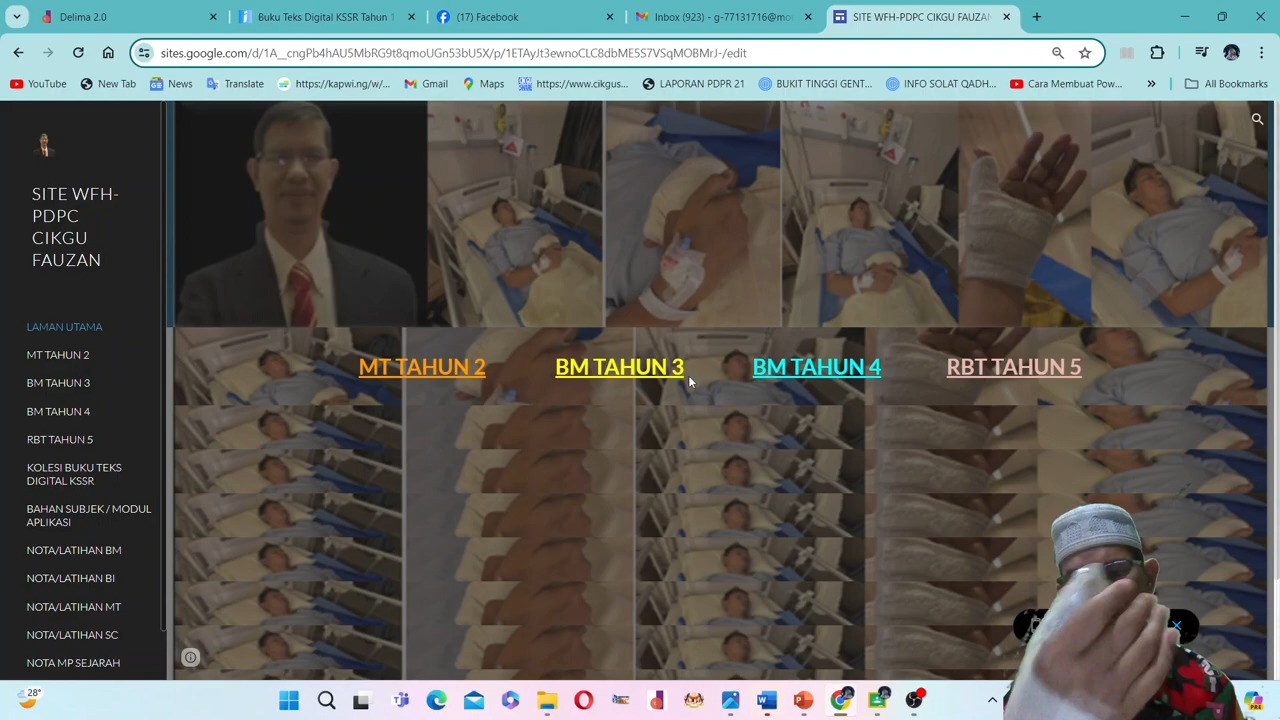 Delima 2.0
Buku Teks Digital KSSR Tahun 1
(17) Facebook
Inbox (923) - g-77131716@mo
SITE WFH-PDPC CIKGU FAUZAN
sites.google.com/d/1A__cngPb4hAU5MbRG9t8qmoUGn53bU5X/p/1ETAyJt3ewnoCLC8dbME5S7VSqMOBMrJ-/edit
YouTube
New Tab
News
Translate
https://kapwi.ng/w/...
Gmail
Maps
https://www.cikgus...
LAPORAN PDPR 21
BUKIT TINGGI GENT...
INFO SOLAT QADH...
Cara Membuat Pow...
All Bookmarks
SITE WFH-
PDPC
CIKGU
FAUZAN
LAMAN UTAMA
MT TAHUN 2
BM TAHUN 3
BM TAHUN 4
RBT TAHUN 5
KOLESI BUKU TEKS
DIGITAL KSSR
BAHAN SUBJEK / MODUL
APLIKASI
NOTA/LATIHAN BM
NOTA/LATIHAN BI
NOTA/LATIHAN MT
NOTA/LATIHAN SC
NOTA MP SEJARAH
MT TAHUN 2
BM TAHUN 3
BM TAHUN 4
RBT TAHUN 5
28°